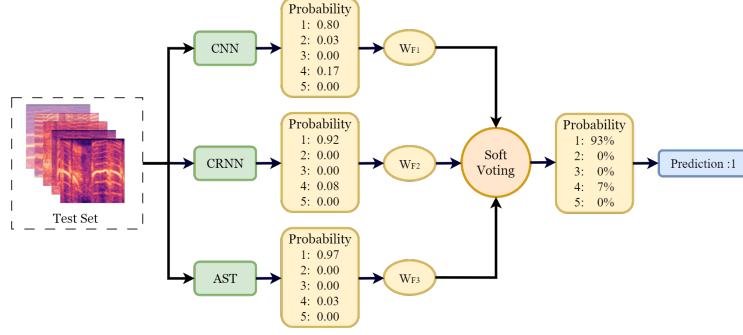 Test Set
CNN
Probability
1: 0.80
2: 0.03
3: 0.00
4: 0.17
5: 0.00
WF1
CRNN
Probability
1: 0.92
2: 0.00
3: 0.00
4: 0.08
5: 0.00
WF2
AST
Probability
1: 0.97
2: 0.00
3: 0.00
4: 0.03
5: 0.00
WF3
Soft
Voting
Probability
1: 93%
2: 0%
3: 0%
4: 7%
5: 0%
Prediction :1